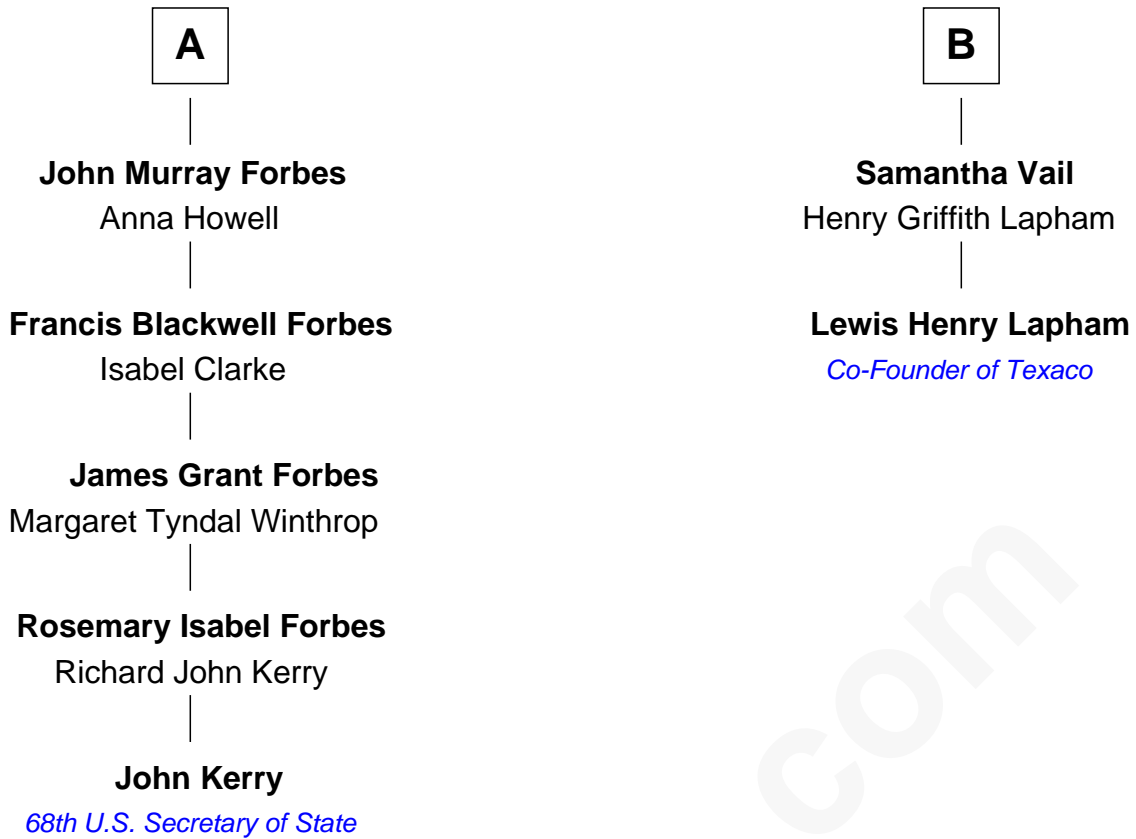 A
John Murray Forbes
Anna Howell
Francis Blackwell Forbes
Isabel Clarke
James Grant Forbes
Margaret Tyndal Winthrop
Rosemary Isabel Forbes
Richard John Kerry
John Kerry
68th U.S. Secretary of State
B
Samantha Vail
Henry Griffith Lapham
Lewis Henry Lapham
Co-Founder of Texaco
com